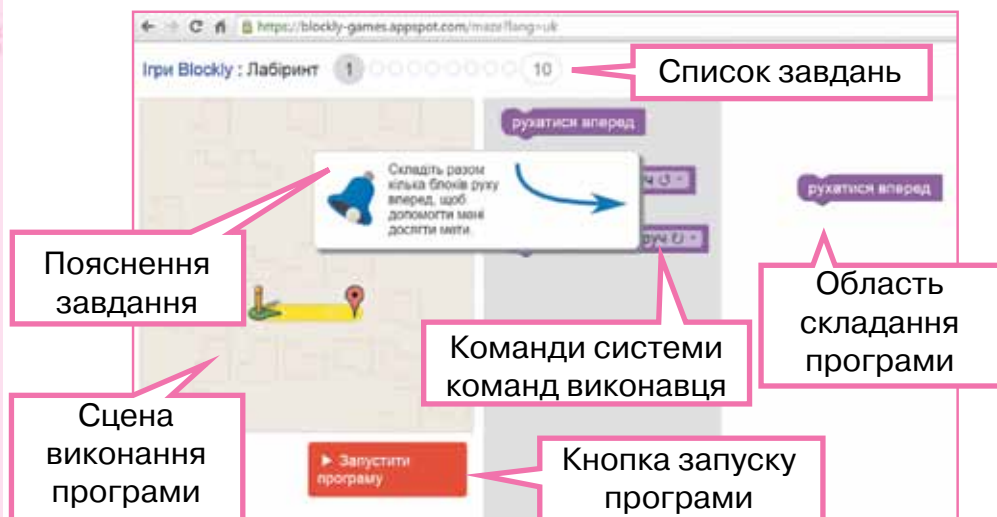 https://blockly-games.appspot.com/maze?lang=uk
Ігри Blockly : Лабіринт 1 10
Список завдань
рухатися вперед
Складіть разом
кілька блоків руху
вперед, щоб
допомогти мені
досягти мети.
руч
рухатися вперед
Пояснення
завдання
Область
складання
програми
Команди системи
команд виконавця
Сцена
виконання
програми
Запустити
програму
Кнопка запуску
програми